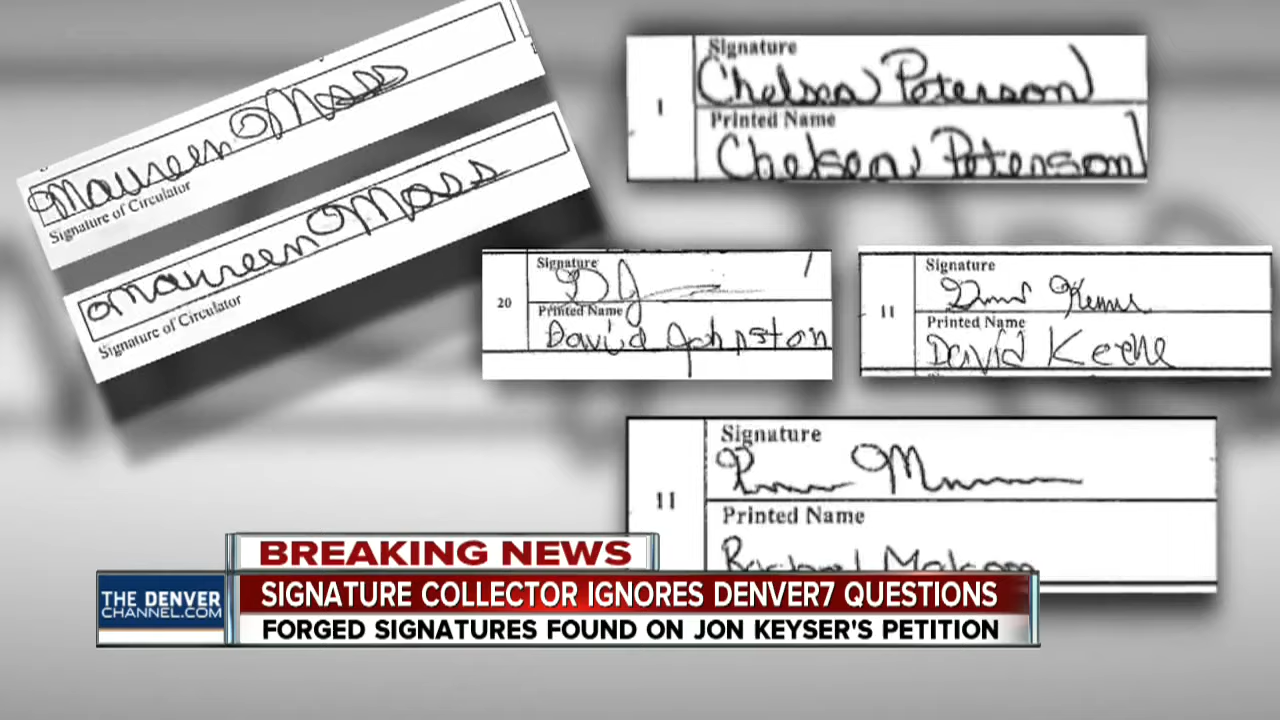 Maureen Moss
Signature of Circulator
Maureen Moss
Signature of Circulator
1
Signature
Chelsea Peterson
Printed Name
Chelsea Peterson
20
Signature
DJ
Printed Name
David Johnston
11
Signature
Printed Name
David Keene
11
Signature
Printed Name
BREAKING NEWS
THE DENVER
CHANNEL.COM
SIGNATURE COLLECTOR IGNORES DENVER7 QUESTIONS
FORGED SIGNATURES FOUND ON JON KEYSER'S PETITION